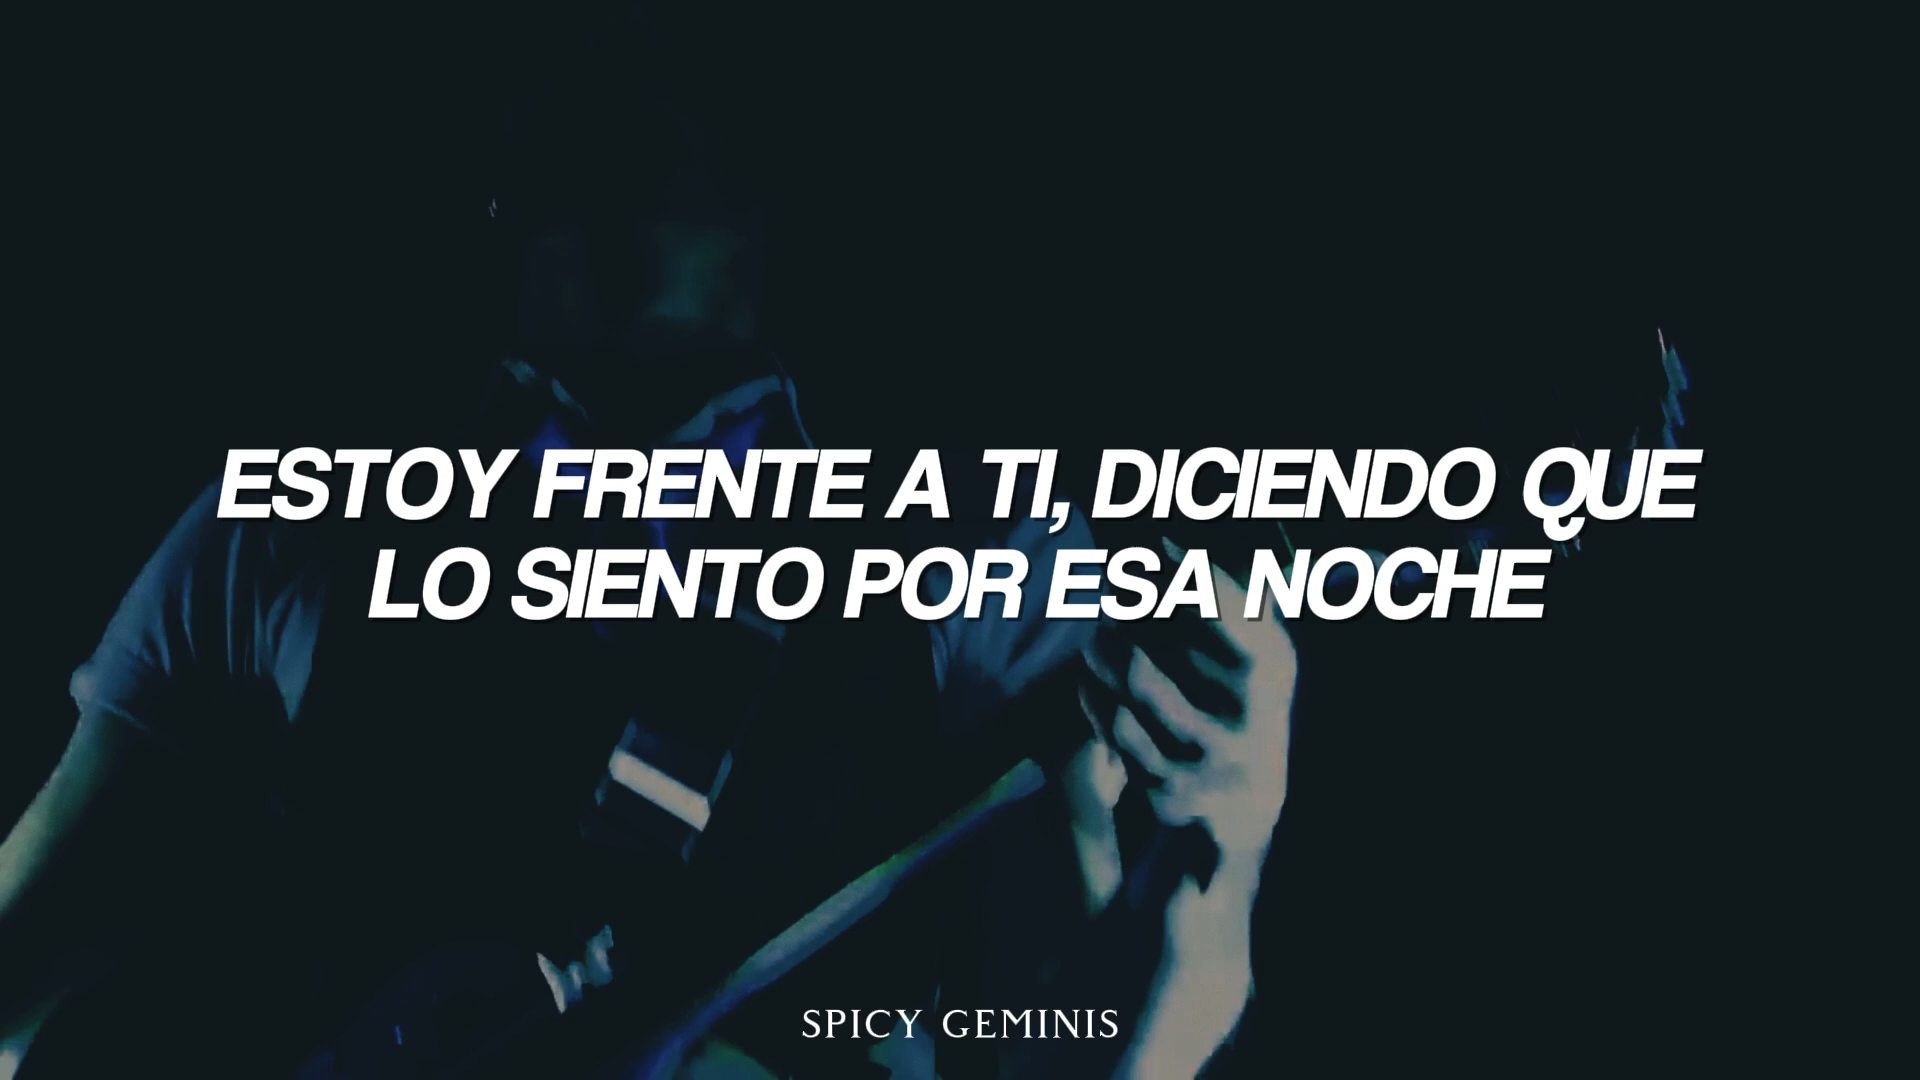 ESTOY FRENTE A TI, DICIENDO QUE
LO SIENTO POR ESA NOCHE
SPICY GEMINIS